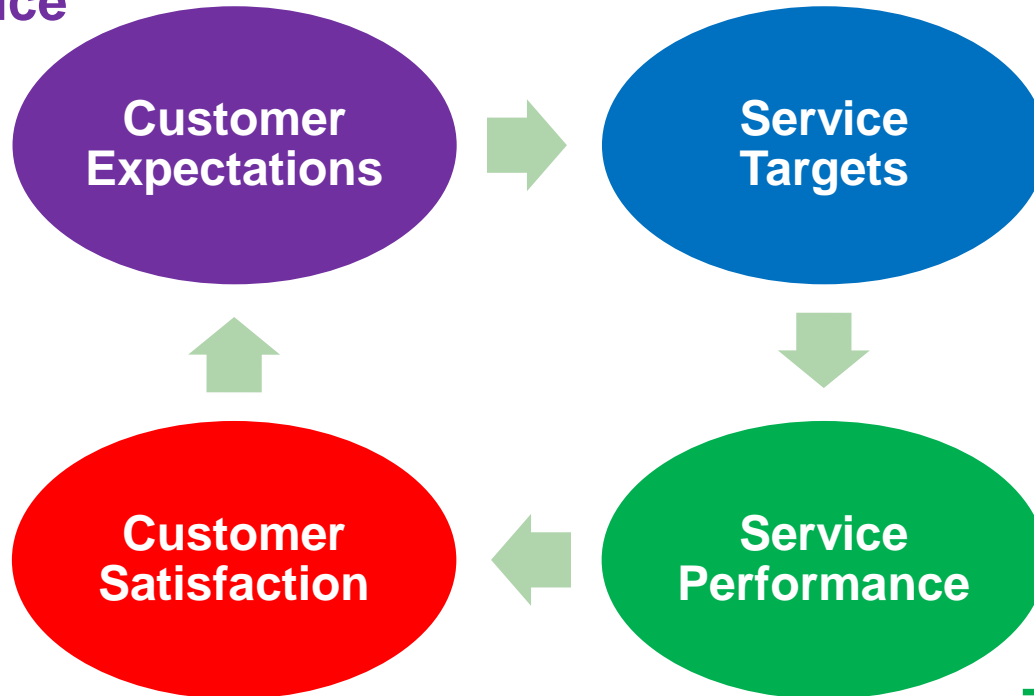 Customer
Expectations
Service
Targets
Customer
Satisfaction
Service
Performance